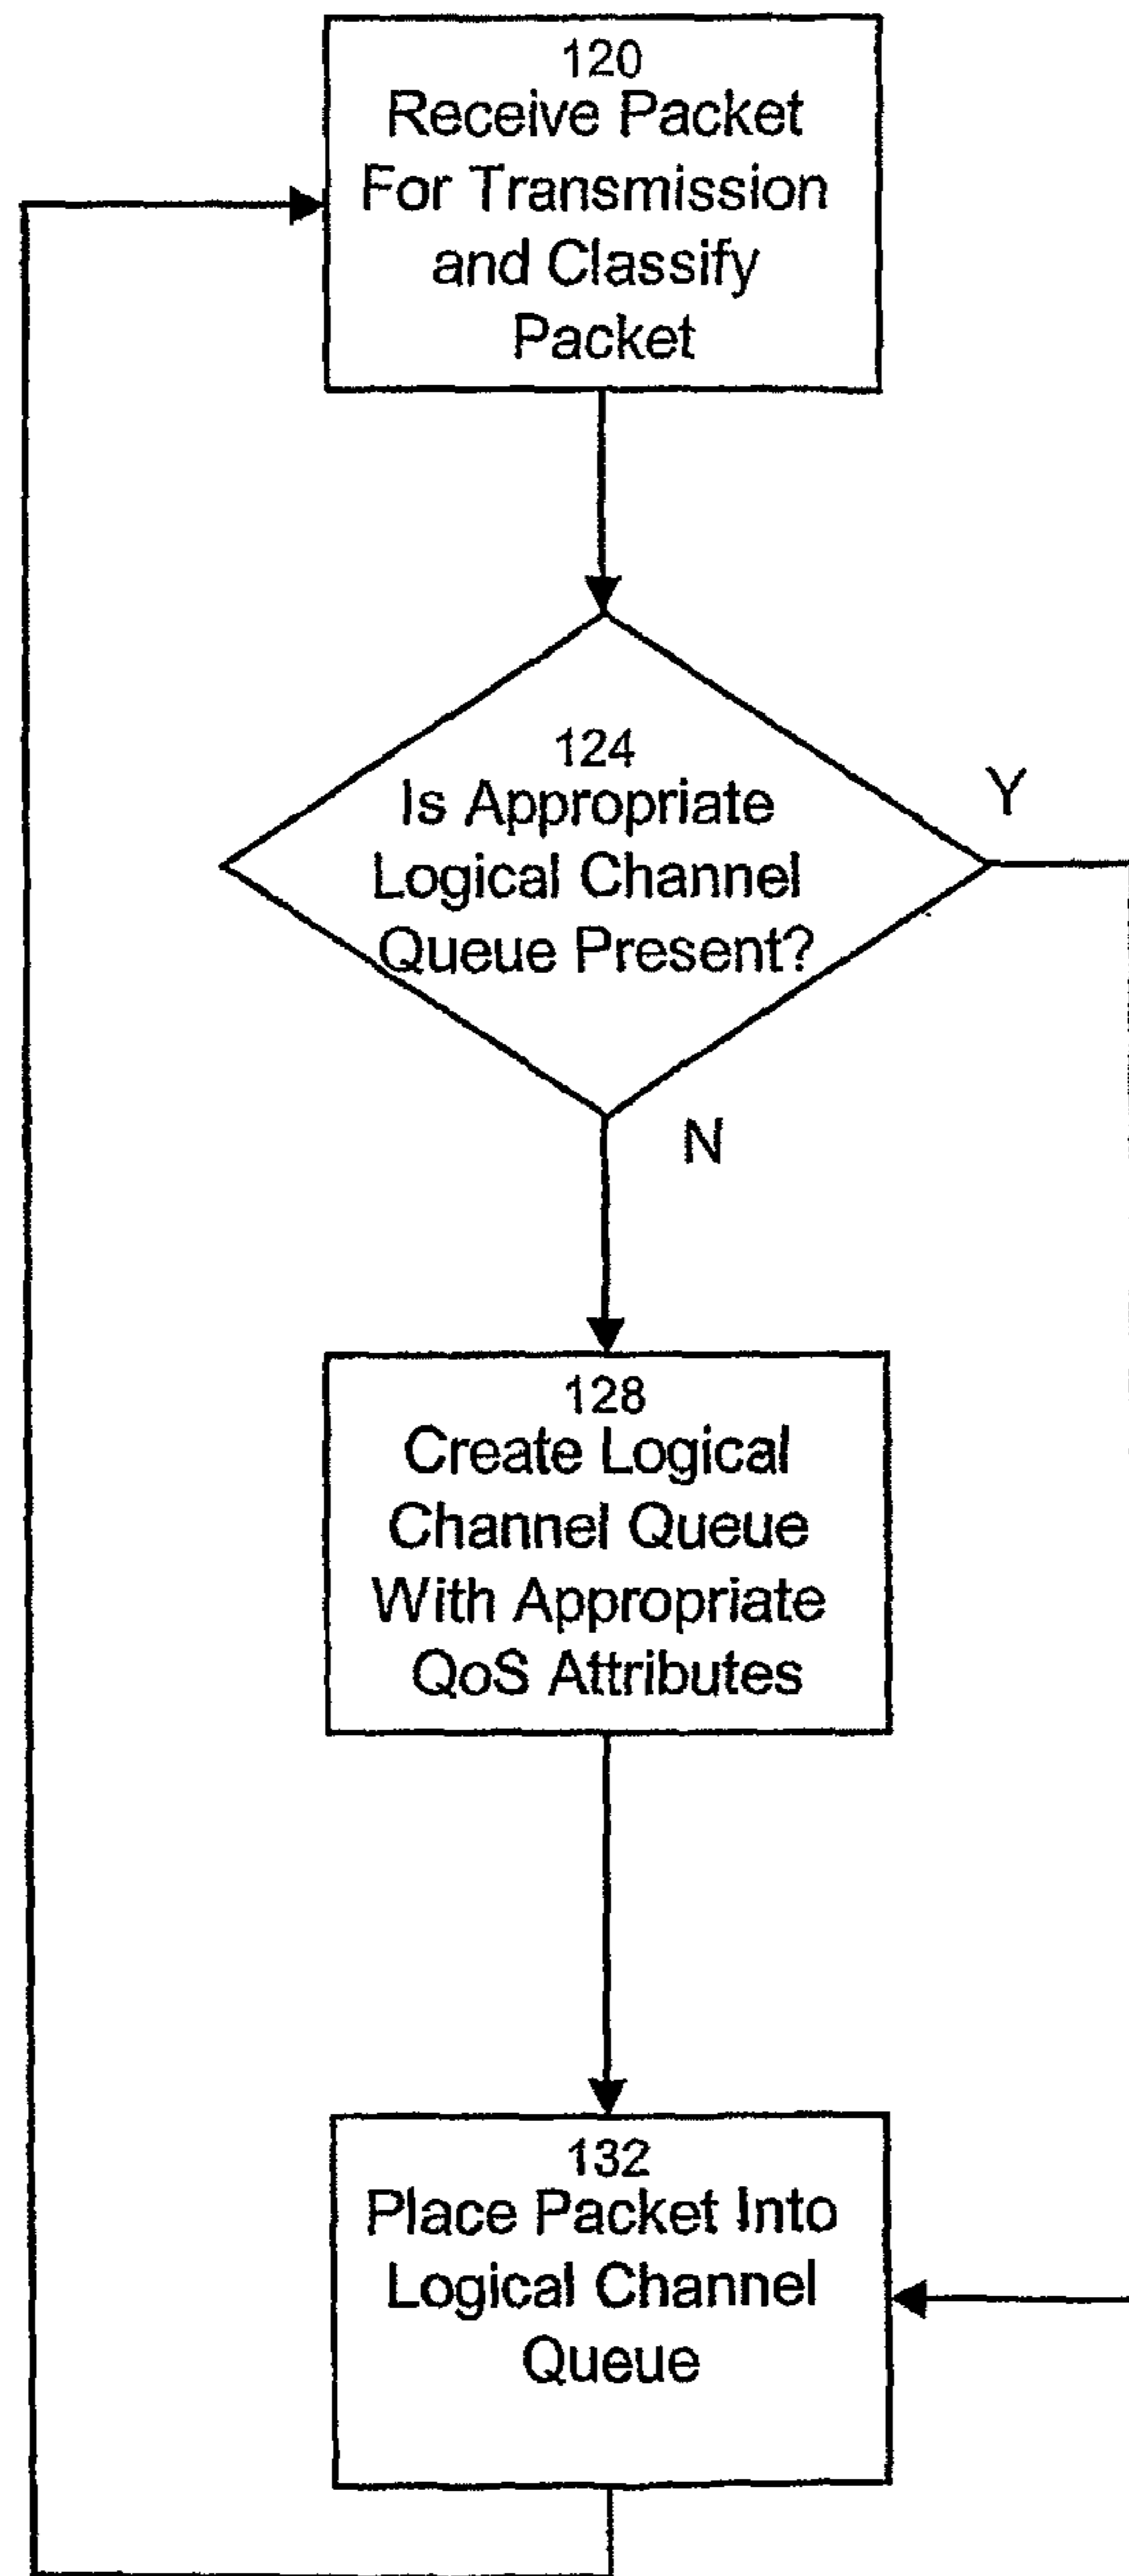 120
Receive Packet
For Transmission
and Classify
Packet
124
Is Appropriate
Logical Channel
Queue Present?
Y
N
128
Create Logical
Channel Queue
With Appropriate
QoS Attributes
132
Place Packet Into
Logical Channel
Queue